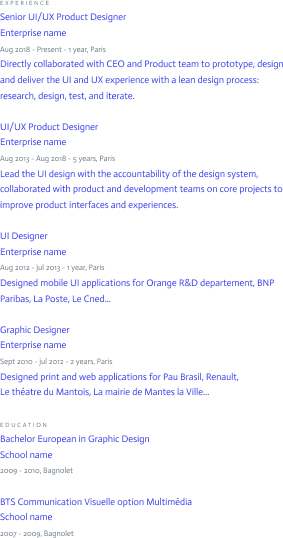 EXPERIENCE
Senior UI/UX Product Designer
Enterprise name
Aug 2018 - Present - 1 year, Paris
Directly collaborated with CEO and Product team to prototype, design
and deliver the UI and UX experience with a lean design process:
research, design, test, and iterate.
UI/UX Product Designer
Enterprise name
Aug 2013 - Aug 2018 - 5 years, Paris
Lead the UI design with the accountability of the design system,
collaborated with product and development teams on core projects to
improve product interfaces and experiences.
UI Designer
Enterprise name
Aug 2012 - jul 2013 - 1 year, Paris
Designed mobile UI applications for Orange R&D departement, BNP
Paribas, La Poste, Le Cned...
Graphic Designer
Enterprise name
Sept 2010 - jul 2012 - 2 years, Paris
Designed print and web applications for Pau Brasil, Renault,
Le théatre du Mantois, La mairie de Mantes la Ville...
EDUCATION
Bachelor European in Graphic Design
School name
2009 - 2010, Bagnolet
BTS Communication Visuelle option Multimédia
School name
2007 - 2009, Bagnolet